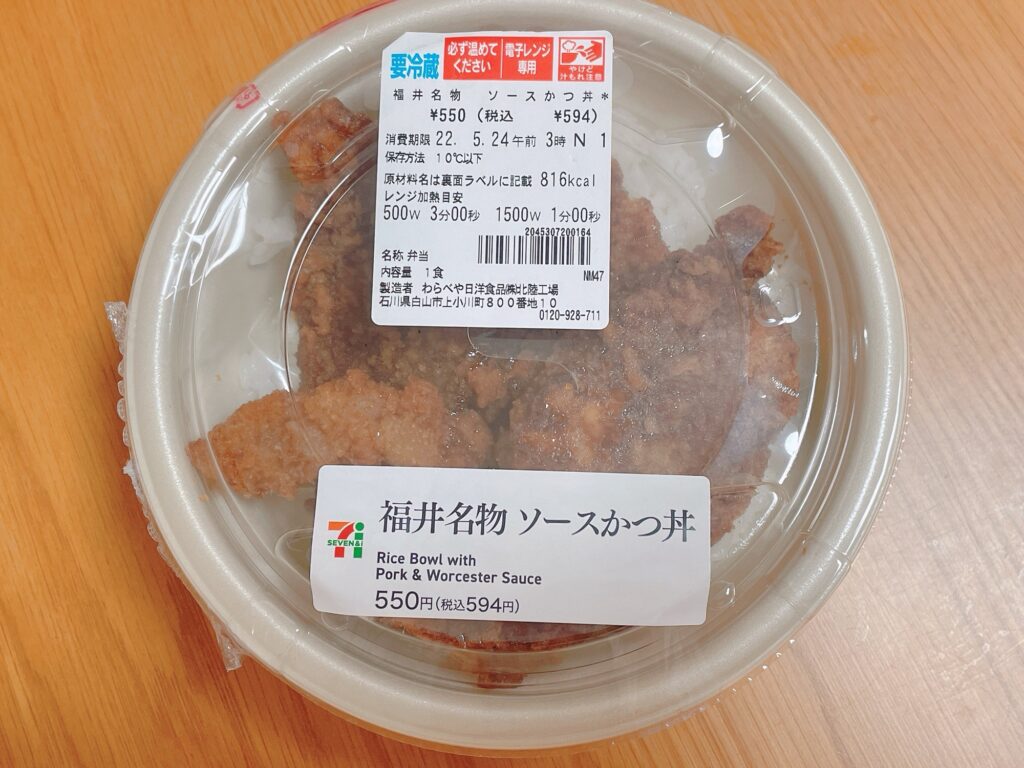 要冷蔵
必ず温めて
ください
電子レンジ
専用
やけど
汁もれ注意
福井名物 ソースかつ丼*
¥550 (税込 ¥594)
消費期限 22. 5.24午前 3時 N 1
保存方法 10℃以下
原材料名は裏面ラベルに記載 816kcal
レンジ加熱目安
500W 3分00秒 1500W 1分00秒
2045307200164
名称 弁当
内容量 1食
NM47
製造者 わらべや日洋食品㈱北陸工場
石川県白山市上小川町800番地10
0120-928-711
福井名物 ソースかつ丼
7i
SEVEN&i
Rice Bowl with
Pork & Worcester Sauce
550円(税込594円)